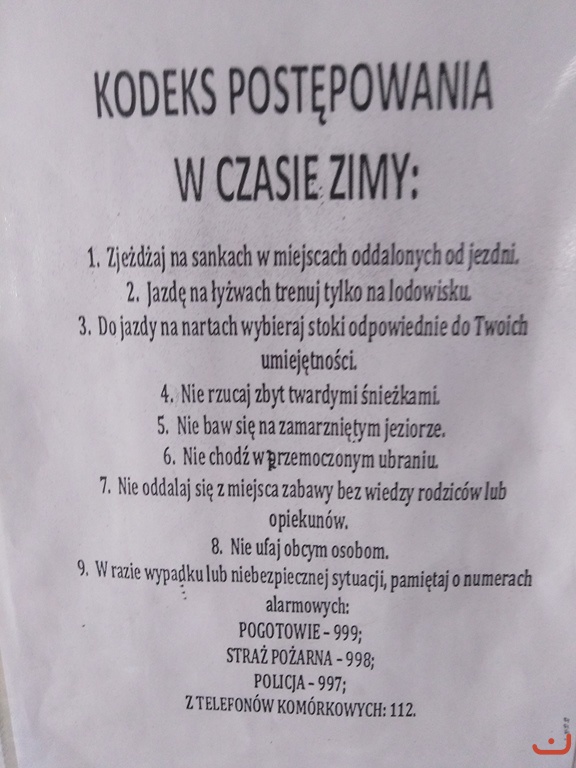 KODEKS POSTĘPOWANIA
W CZASIE ZIMY:
1. Zjeżdżaj na sankach w miejscach oddalonych od jezdni.
2. Jazdę na łyżwach trenuj tylko na lodowisku.
3. Do jazdy na nartach wybieraj stoki odpowiednie do Twoich
umiejętności.
4. Nie rzucaj zbyt twardymi śnieżkami.
5. Nie baw się na zamarzniętym jeziorze.
6. Nie chodź w przemoczonym ubraniu.
7. Nie oddalaj się z miejsca zabawy bez wiedzy rodziców lub
opiekunów.
8. Nie ufaj obcym osobom.
9. W razie wypadku lub niebezpiecznej sytuacji, pamiętaj o numerach
alarmowych:
POGOTOWIE – 999;
STRAŻ POŻARNA – 998;
POLICJA – 997;
Z TELEFONÓW KOMÓRKOWYCH: 112.